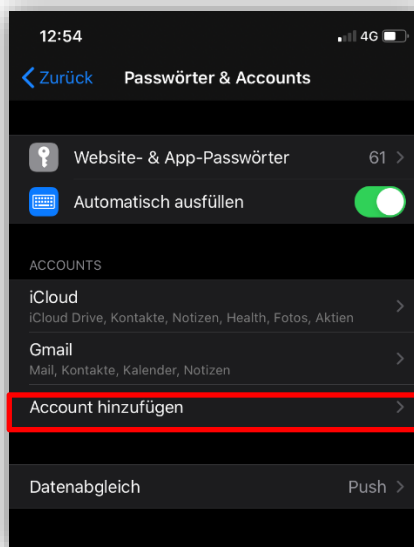 12:54 4G
Zurück Passwörter & Accounts
Website- & App-Passwörter 61
Automatisch ausfüllen
ACCOUNTS
iCloud
iCloud Drive, Kontakte, Notizen, Health, Fotos, Aktien
Gmail
Mail, Kontakte, Kalender, Notizen
Account hinzufügen
Datenabgleich Push